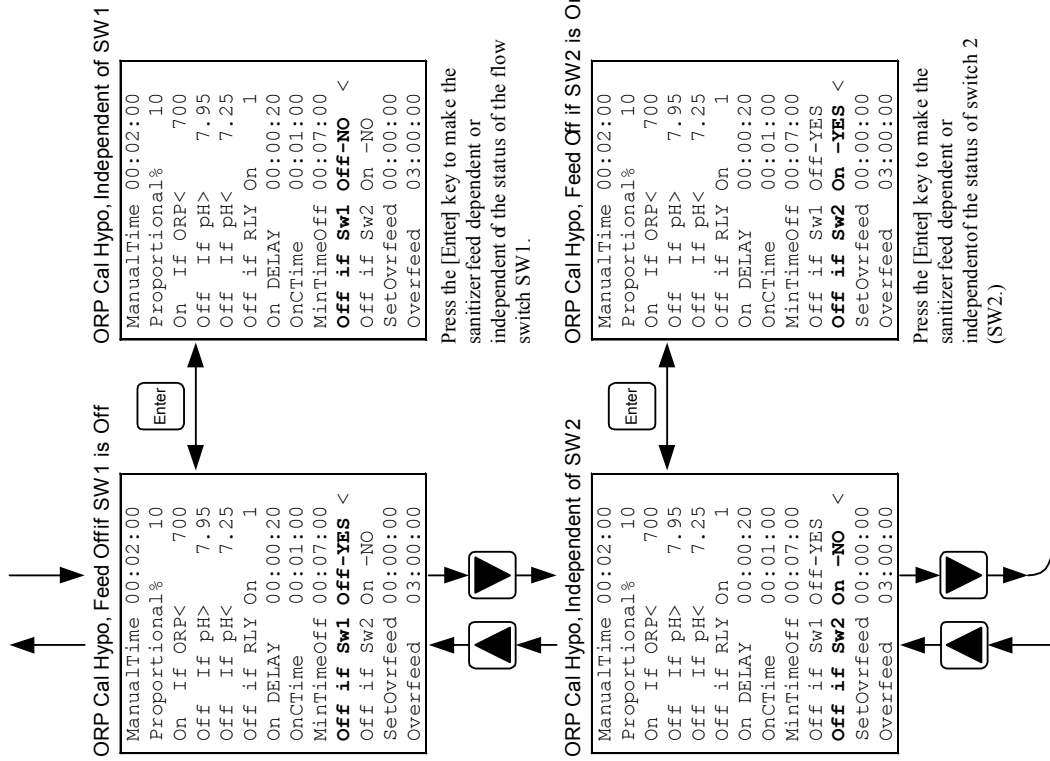 ORP Cal Hypo, Feed Offif SW1 is Off
ManualTime 00:02:00
Proportional% 10
On If ORP< 700
Off If pH> 7.95
Off If pH< 7.25
Off if RLY On 1
On DELAY 00:00:20
OnCTime 00:01:00
MinTimeOff 00:07:00
Off if Sw1 Off-YES <
Off if Sw2 On -NO
SetOvrfeed 00:00:00
Overfeed 03:00:00
Enter
ORP Cal Hypo, Independent of SW1
ManualTime 00:02:00
Proportional% 10
On If ORP< 700
Off If pH> 7.95
Off If pH< 7.25
Off if RLY On 1
On DELAY 00:00:20
OnCTime 00:01:00
MinTimeOff 00:07:00
Off if Sw1 Off-NO <
Off if Sw2 On -NO
SetOvrfeed 00:00:00
Overfeed 03:00:00
Press the [Enter] key to make the
sanitizer feed dependent or
independent of the status of the flow
switch SW1.
ORP Cal Hypo, Independent of SW2
ManualTime 00:02:00
Proportional% 10
On If ORP< 700
Off If pH> 7.95
Off If pH< 7.25
Off if RLY On 1
On DELAY 00:00:20
OnCTime 00:01:00
MinTimeOff 00:07:00
Off if Sw1 Off-YES
Off if Sw2 On -NO <
SetOvrfeed 00:00:00
Overfeed 03:00:00
Enter
ORP Cal Hypo, Feed Off if SW2 is
ManualTime 00:02:00
Proportional% 10
On If ORP< 700
Off If pH> 7.95
Off If pH< 7.25
Off if RLY On 1
On DELAY 00:00:20
OnCTime 00:01:00
MinTimeOff 00:07:00
Off if Sw1 Off-YES
Off if Sw2 On -YES <
SetOvrfeed 00:00:00
Overfeed 03:00:00
Press the [Enter] key to make the
sanitizer feed dependent or
independentof the status of switch 2
(SW2.)